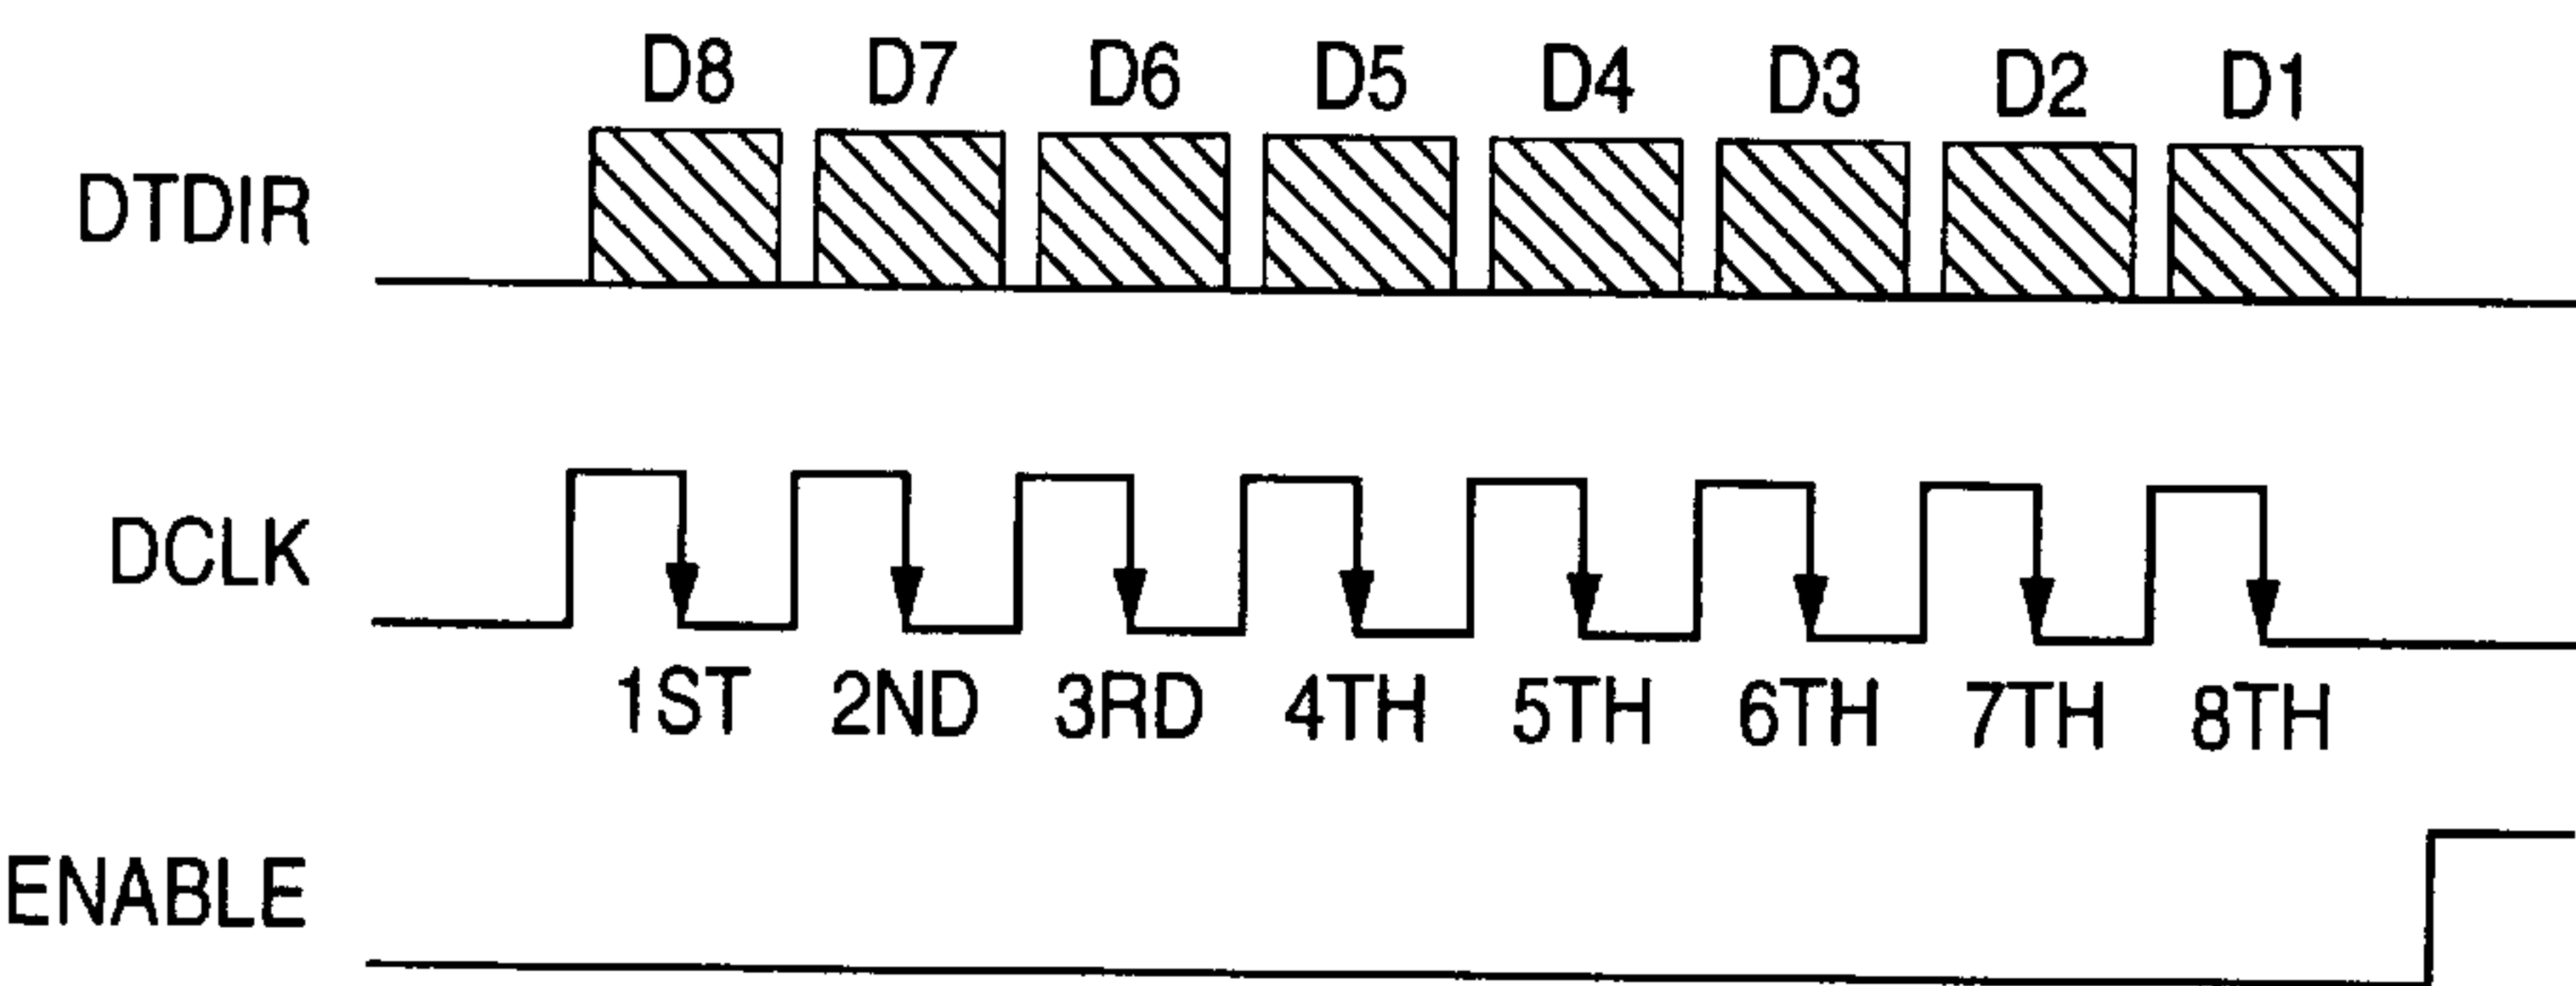 D8 D7 D6 D5 D4 D3 D2 D1
DTDIR
DCLK
1ST 2ND 3RD 4TH 5TH 6TH 7TH 8TH
ENABLE